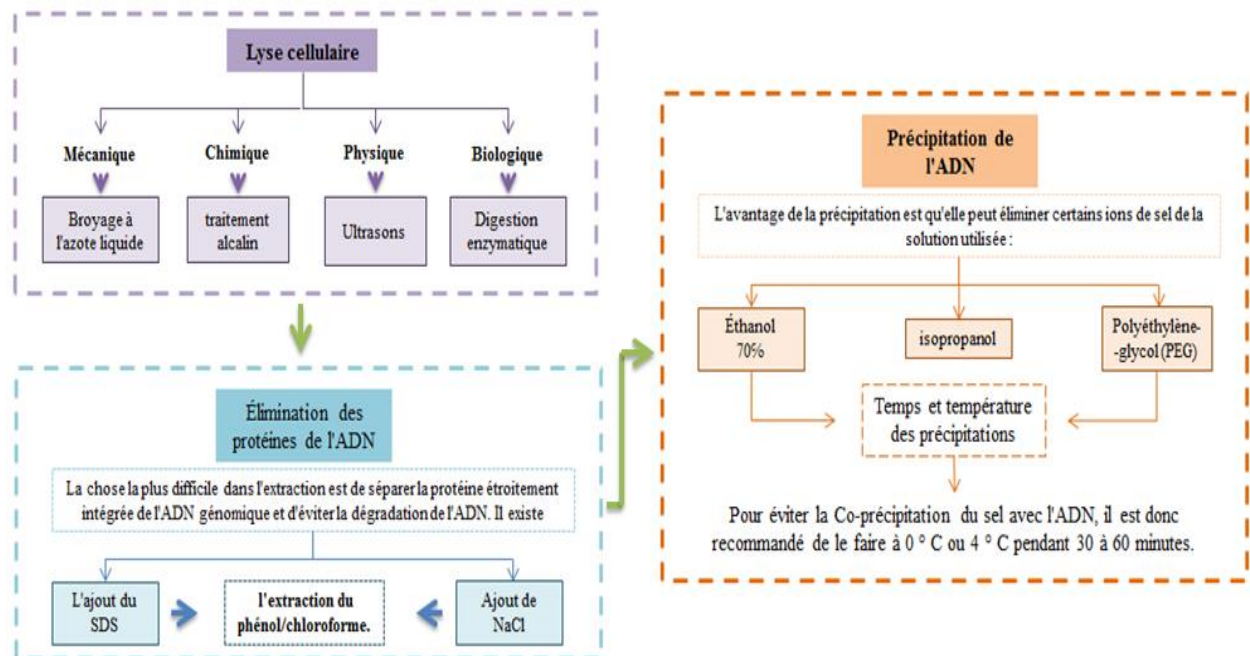 Lyse cellulaire
Mécanique
Chimique
Physique
Biologique
Broyage à
l'azote liquide
traitement
alcalin
Ultrasons
Digestion
enzymatique
Élimination des
protéines de l'ADN
La chose la plus difficile dans l'extraction est de séparer la protéine étroitement
intégrée de l'ADN génomique et d'éviter la dégradation de l'ADN. Il existe
L'ajout du
SDS
l'extraction du
phénol/chloroforme.
Ajout de
NaCl
Précipitation de
l'ADN
L'avantage de la précipitation est qu'elle peut éliminer certains ions de sel de la
solution utilisée :
Éthanol
70%
isopropanol
Polyéthylène-
-glycol (PEG)
Temps et température
des précipitations
Pour éviter la Co-précipitation du sel avec l'ADN, il est donc
recommandé de le faire à 0 ° C ou 4 ° C pendant 30 à 60 minutes.